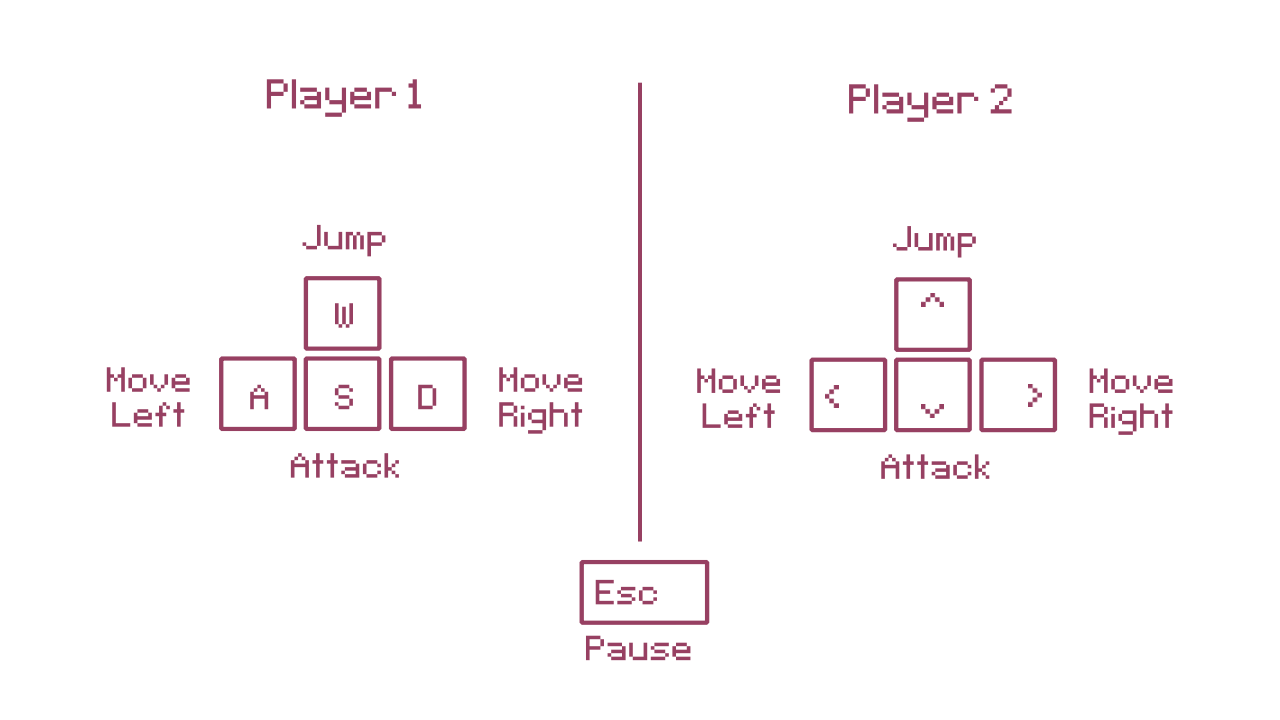 Player 1
Jump
W
Move
Left
A
S
D
Move
Right
Attack
Player 2
Jump
^
Move
Left
<
⌄
>
Move
Right
Attack
Esc
Pause